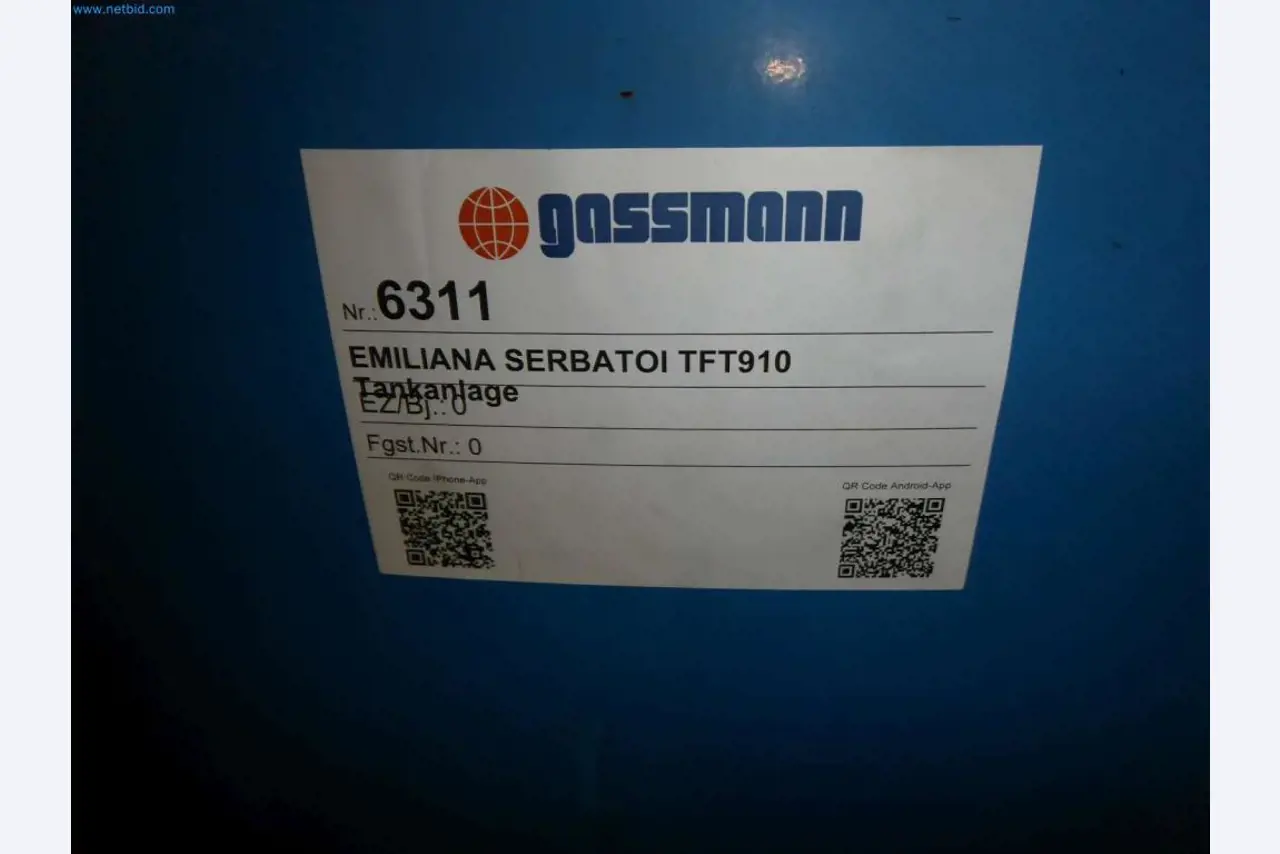 www.netbid.com
gassmann
Nr.: 6311
EMILIANA SERBATOI TFT910
Tankanlage
EZ/Bj.: 0
Fgst.Nr.: 0
QR Code iPhone-App
QR Code Android-App